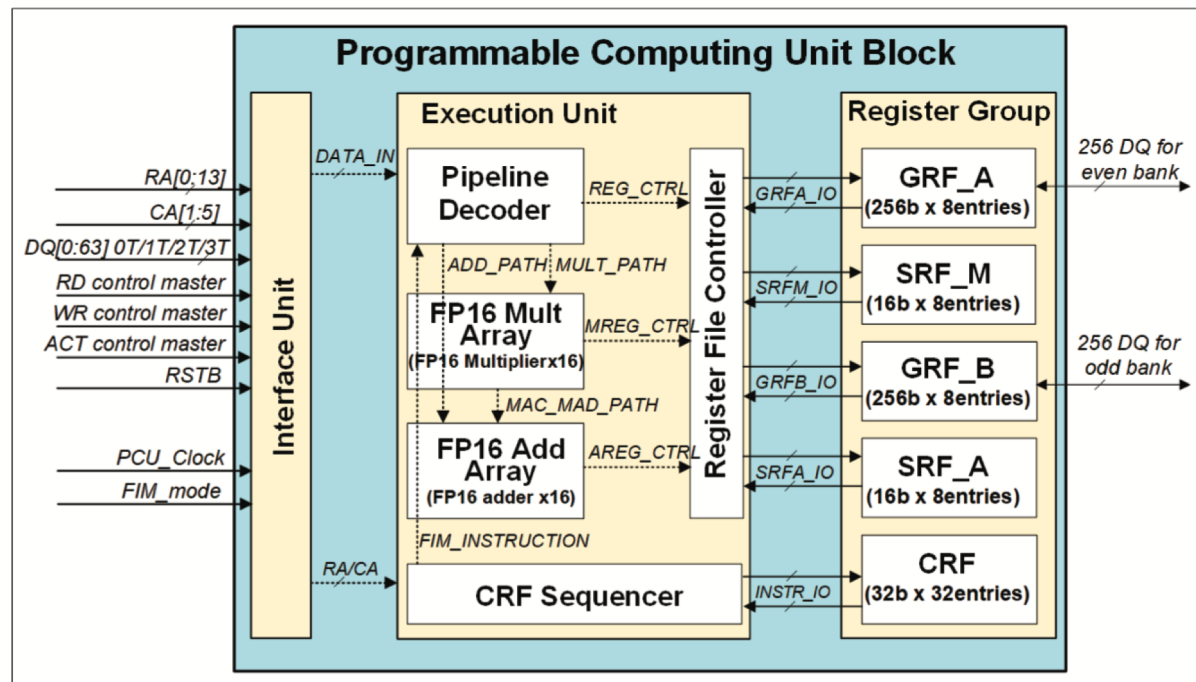 Programmable Computing Unit Block
RA[0;13]
CA[1:5]
DQ[0:63] 0T/1T/2T/3T
RD control master
WR control master
ACT control master
RSTB
PCU_Clock
FIM_mode
Interface Unit
DATA_IN
RA/CA
Execution Unit
Pipeline
Decoder
REG_CTRL
ADD_PATH
MULT_PATH
FP16 Mult
Array
(FP16 Multiplierx16)
MREG_CTRL
MAC_MAD_PATH
FP16 Add
Array
(FP16 adder x16)
AREG_CTRL
FIM_INSTRUCTION
CRF Sequencer
Register File Controller
GRFA_IO
SRFM_IO
GRFB_IO
SRFA_IO
INSTR_IO
Register Group
GRF_A
(256b x 8entries)
SRF_M
(16b x 8entries)
GRF_B
(256b x 8entries)
SRF_A
(16b x 8entries)
CRF
(32b x 32entries)
256 DQ for
even bank
256 DQ for
odd bank